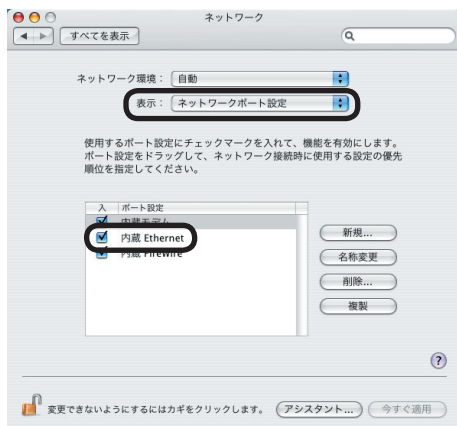 ネットワーク
すべてを表示
ネットワーク環境： 自動
表示： ネットワークポート設定
使用するポート設定にチェックマークを入れて、機能を有効にします。
ポート設定をドラッグして、ネットワーク接続時に使用する設定の優先
順位を指定してください。
入 ポート設定
内蔵モデム
内蔵 Ethernet
内蔵 FireWire
新規...
名称変更
削除...
複製
?
変更できないようにするにはカギをクリックします。 アシスタント... 今すぐ適用